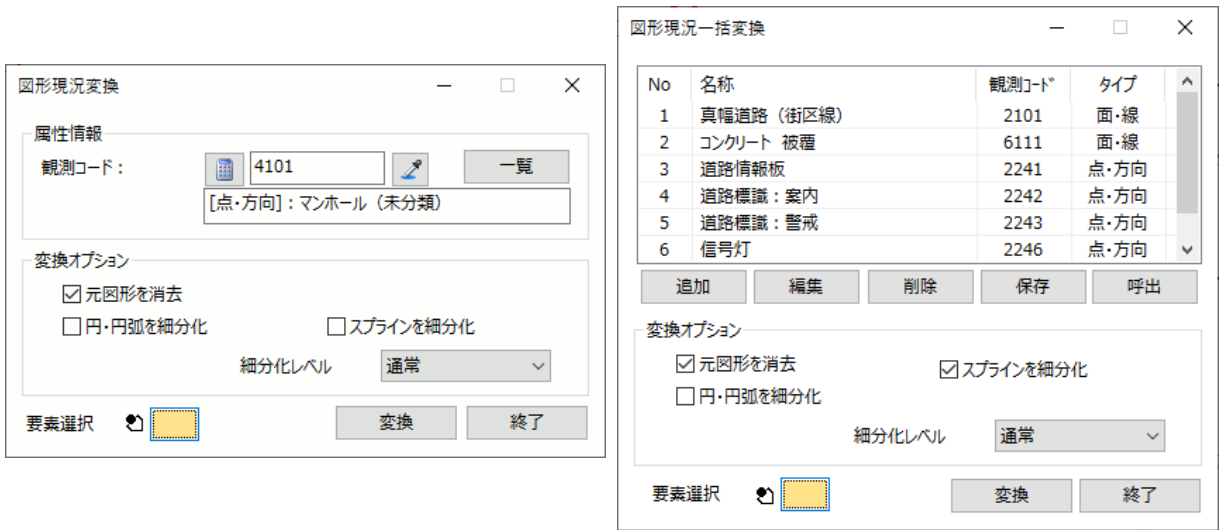 図形現況変換
属性情報
観測コード：
4101
一覧
[点・方向]：マンホール（未分類）
変換オプション
元図形を消去
円・円弧を細分化
スプラインを細分化
細分化レベル
通常
要素選択
変換
終了
図形現況一括変換
No 名称 観測ｺｰﾄﾞ タイプ
1 真幅道路（街区線） 2101 面・線
2 コンクリート 被覆 6111 面・線
3 道路情報板 2241 点・方向
4 道路標識：案内 2242 点・方向
5 道路標識：警戒 2243 点・方向
6 信号灯 2246 点・方向
追加 編集 削除 保存 呼出
変換オプション
元図形を消去
スプラインを細分化
円・円弧を細分化
細分化レベル
通常
要素選択
変換
終了